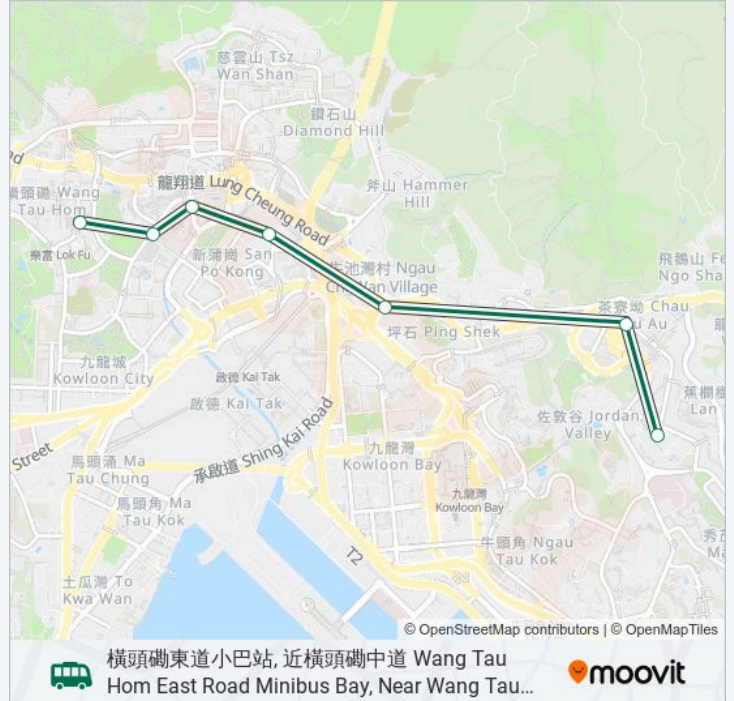 慈雲山 Tsz
Wan Shan
鑽石山
Diamond Hill
龍翔道 Lung Cheung Road
斧山 Hammer
Hill
橫頭磡 Wang
Tau Hom
樂富 Lok Fu
新蒲崗 San
Po Kong
牛池灣村 Ngau
Chi Wan Village
飛鵝山 Fe
Ngo Sha
茶寮坳 Chau
Au
坪石 Ping Shek
九龍城
Kowloon City
啟德 Kai Tak
啟德 Kai Tak
佐敦谷 Jordan
Valley
Lan
Street
馬頭涌 Ma
Tau Chung
承啟道 Shing Kai Road
九龍灣
Kowloon Bay
馬頭角 Ma
Tau Kok
九龍灣
Kowloon Bay
T2
牛頭角 Ngau
Tau Kok
土瓜灣 To
Kwa Wan
© OpenStreetMap contributors | © OpenMapTiles
橫頭磡東道小巴站, 近橫頭磡中道 Wang Tau
Hom East Road Minibus Bay, Near Wang Tau…
moovit